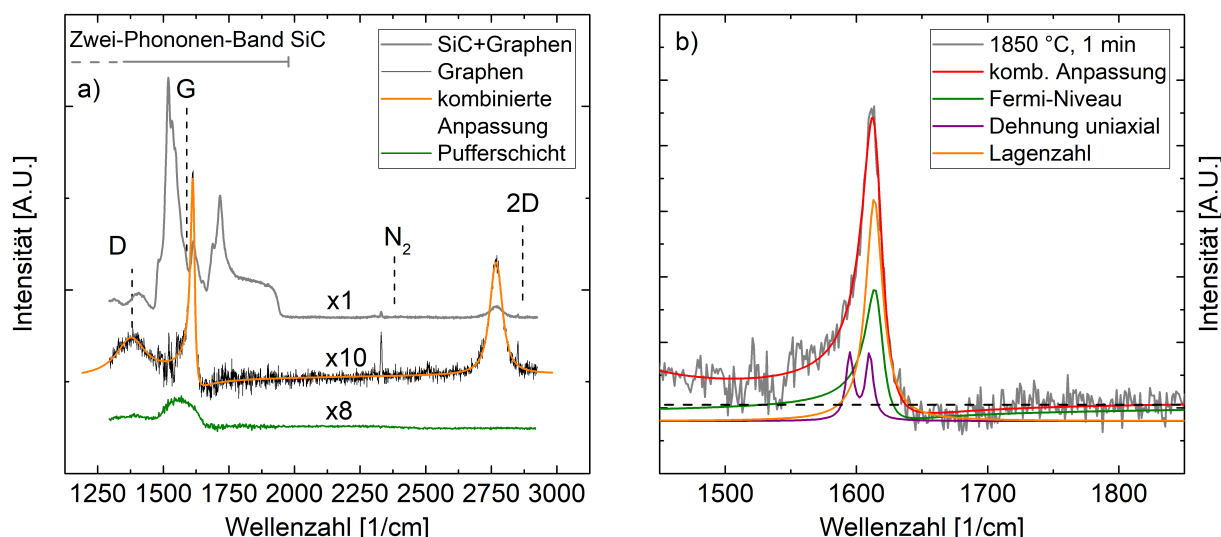 Zwei-Phononen-Band SiC
a)
G
D
N2
2D
x1
x10
x8
SiC+Graphen
Graphen
kombinierte
Anpassung
Pufferschicht
Intensität [A.U.]
1250 1500 1750 2000 2250 2500 2750 3000
Wellenzahl [1/cm]
b)
1850 °C, 1 min
komb. Anpassung
Fermi-Niveau
Dehnung uniaxial
Lagenzahl
1500 1600 1700 1800
Wellenzahl [1/cm]
Intensität [A.U.]